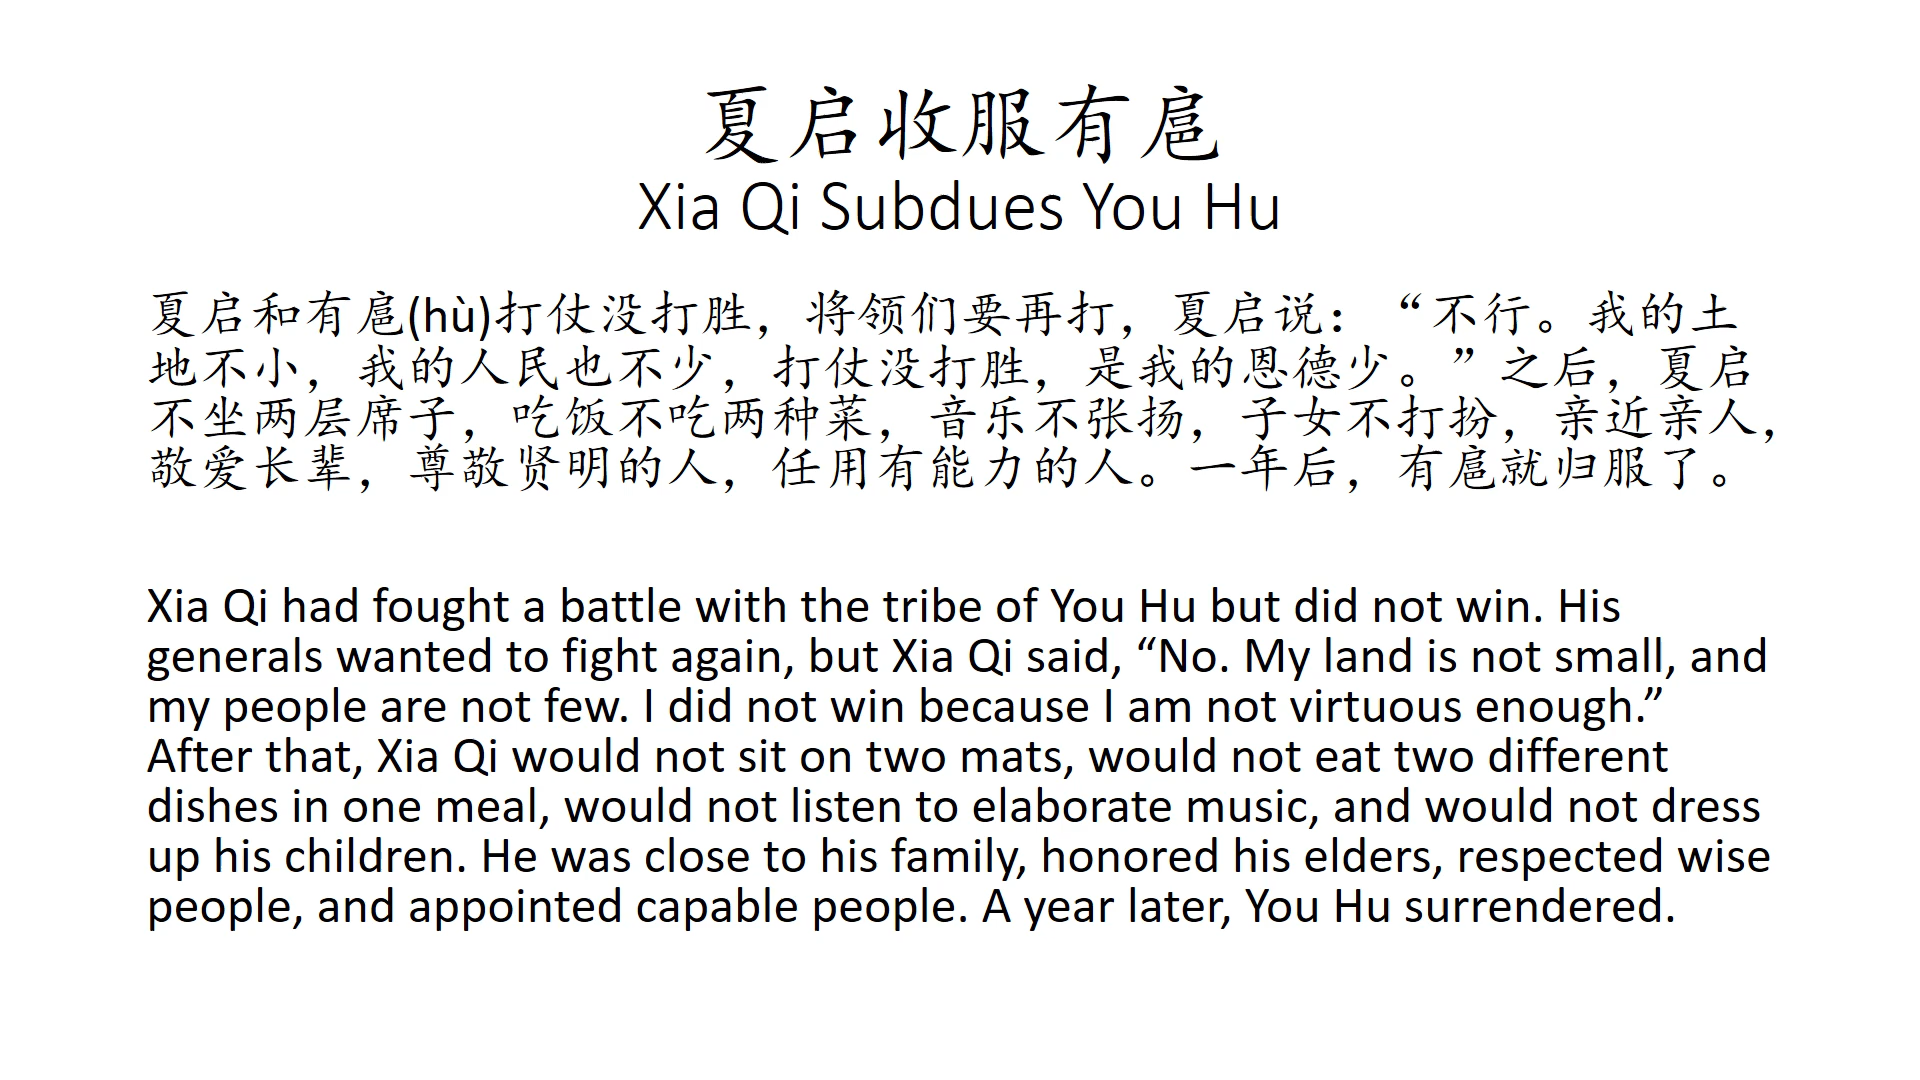 夏启收服有扈
Xia Qi Subdues You Hu
夏启和有扈(hù)打仗没打胜，将领们要再打，夏启说：“不行。我的土
地不小，我的人民也不少，打仗没打胜，是我的恩德少。”之后，夏启
不坐两层席子，吃饭不吃两种菜，音乐不张扬，子女不打扮，亲近亲人，
敬爱长辈，尊敬贤明的人，任用有能力的人。一年后，有扈就归服了。
Xia Qi had fought a battle with the tribe of You Hu but did not win. His
generals wanted to fight again, but Xia Qi said, “No. My land is not small, and
my people are not few. I did not win because I am not virtuous enough.”
After that, Xia Qi would not sit on two mats, would not eat two different
dishes in one meal, would not listen to elaborate music, and would not dress
up his children. He was close to his family, honored his elders, respected wise
people, and appointed capable people. A year later, You Hu surrendered.